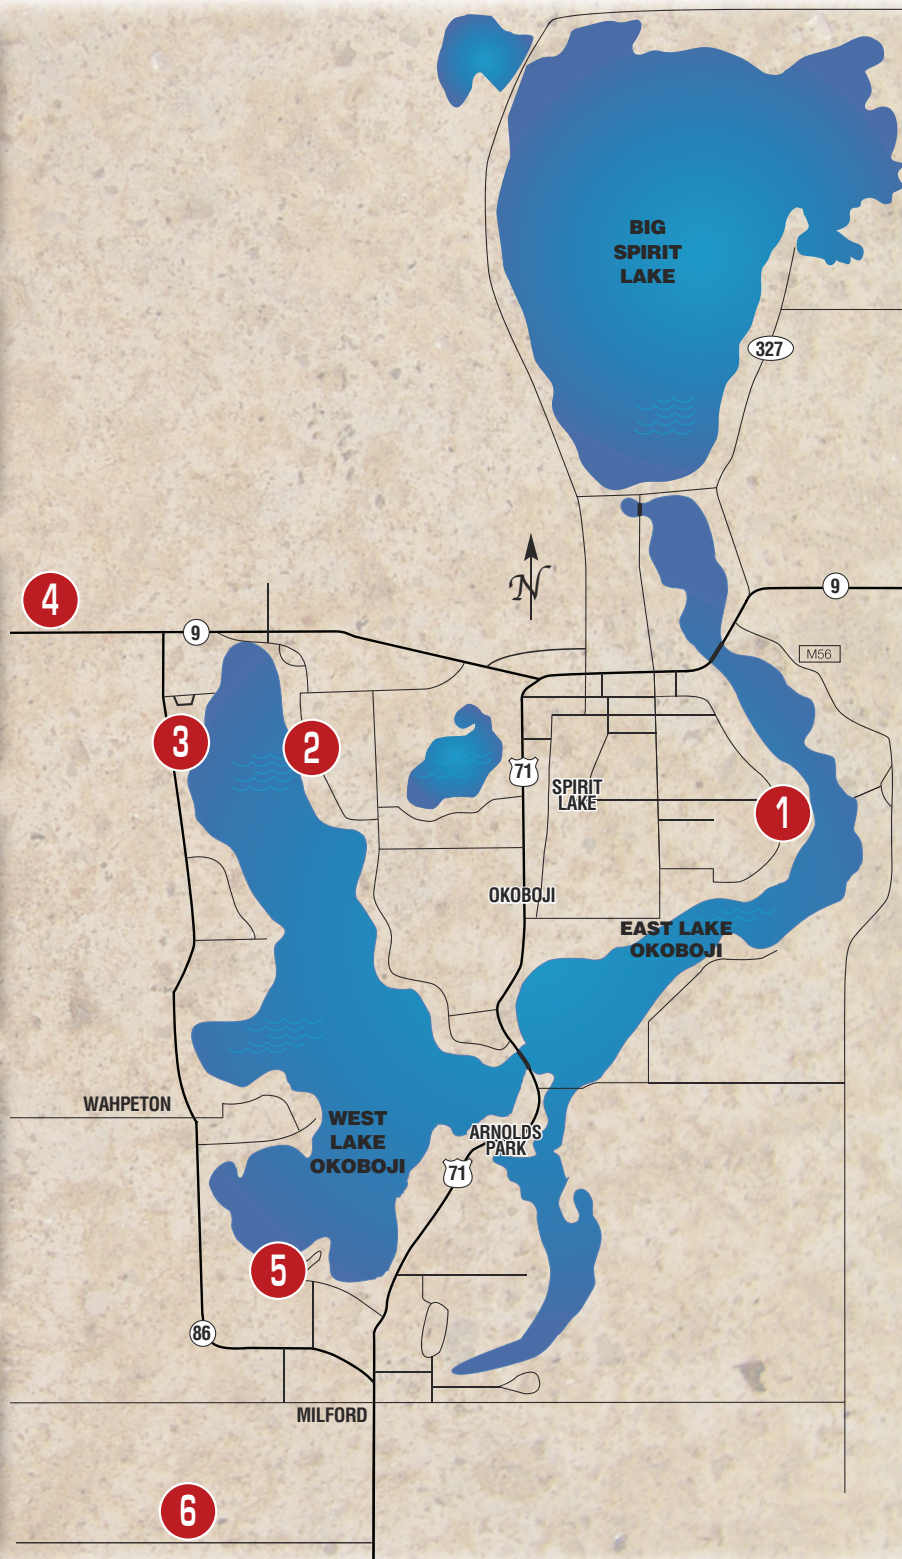 BIG
SPIRIT
LAKE
327
N
9
4
9
M56
3
2
71
SPIRIT
LAKE
1
OKOBOJI
EAST LAKE
OKOBOJI
WAHPETON
WEST
LAKE
OKOBOJI
ARNOLDS
PARK
71
5
86
MILFORD
6